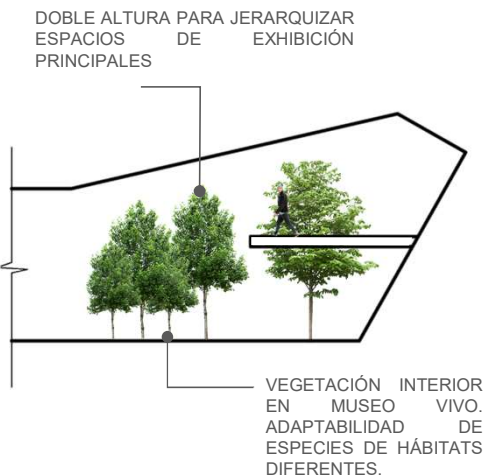 DOBLE ALTURA PARA JERARQUIZAR
ESPACIOS DE EXHIBICIÓN
PRINCIPALES
VEGETACIÓN INTERIOR
EN MUSEO VIVO.
ADAPTABILIDAD DE
ESPECIES DE HÁBITATS
DIFERENTES.